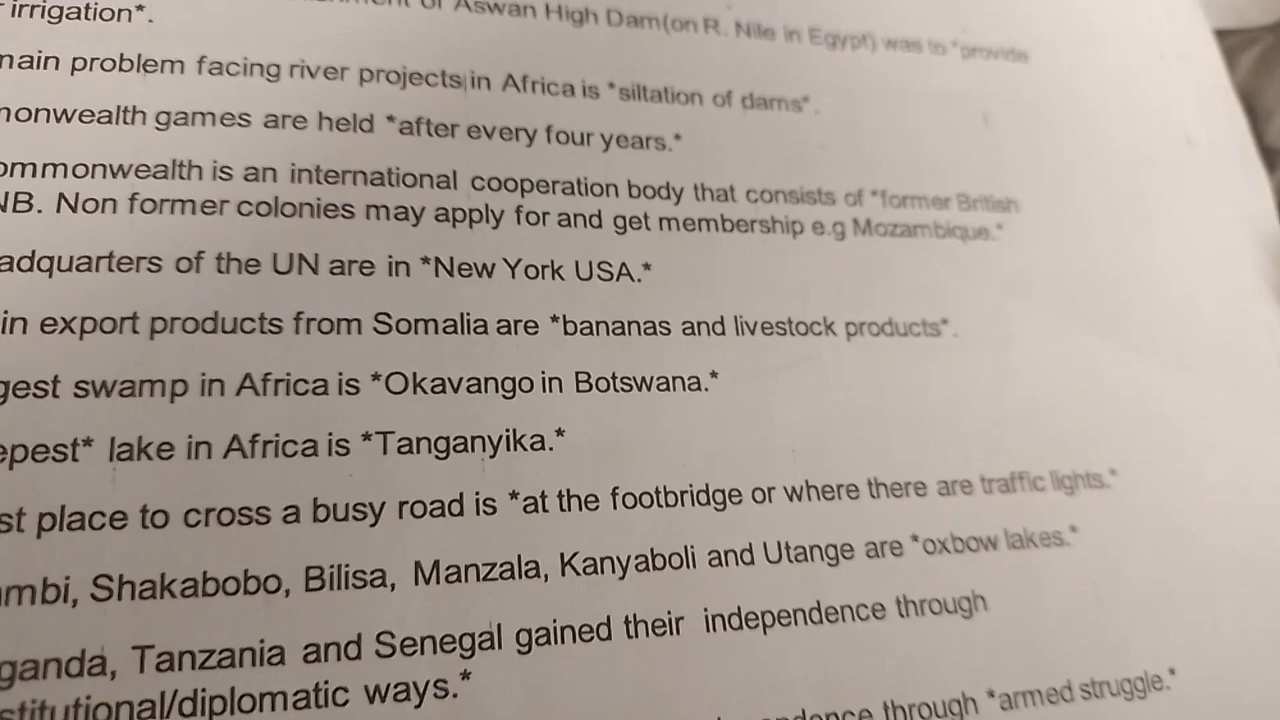 of Aswan High Dam(on R. Nile in Egypt) was to *provide
irrigation*.
main problem facing river projects in Africa is *siltation of dams*.
monwealth games are held *after every four years.*
ommonwealth is an international cooperation body that consists of *former British
NB. Non former colonies may apply for and get membership e.g Mozambique.*
adquarters of the UN are in *New York USA.*
in export products from Somalia are *bananas and livestock products*.
gest swamp in Africa is *Okavango in Botswana.*
epest* lake in Africa is *Tanganyika.*
st place to cross a busy road is *at the footbridge or where there are traffic lights.*
mbi, Shakabobo, Bilisa, Manzala, Kanyaboli and Utange are *oxbow lakes.*
ganda, Tanzania and Senegal gained their independence through
stitutional/diplomatic ways.*
through *armed struggle.*